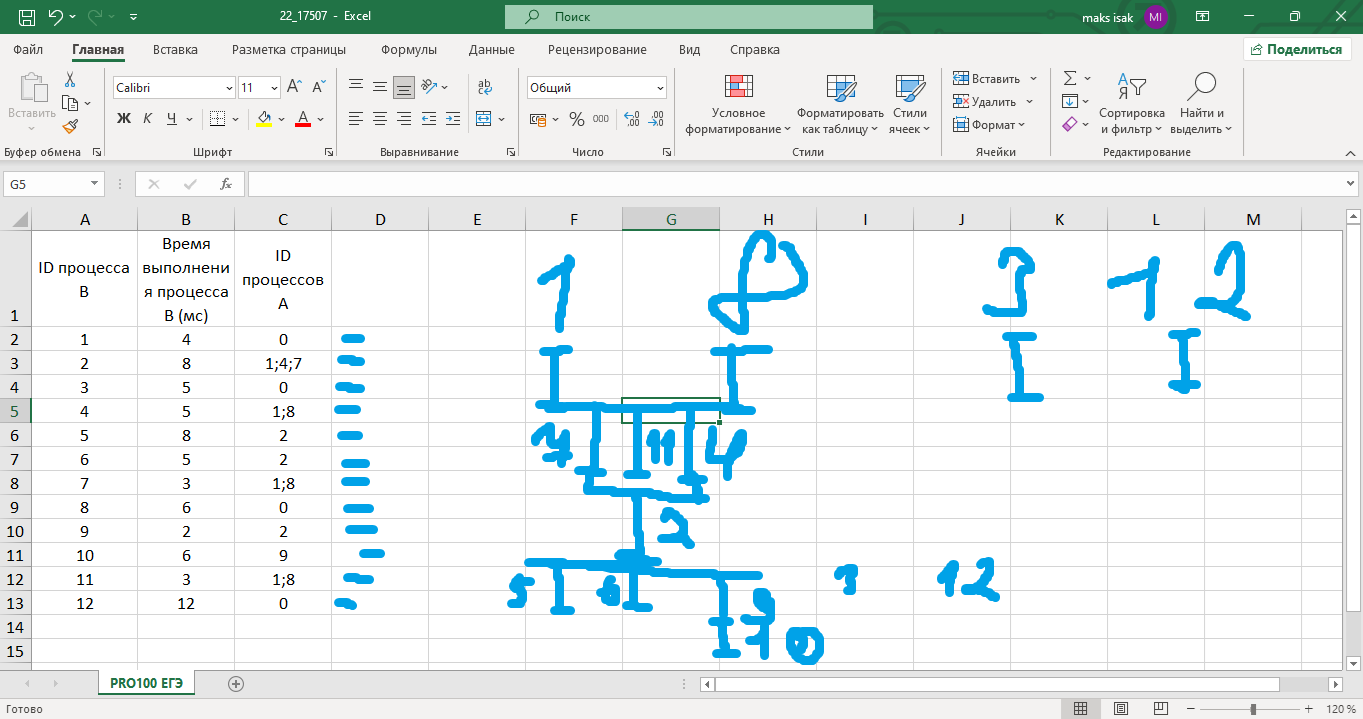 22_17507 - Excel
Поиск
maks isak
MI
Файл Главная Вставка Разметка страницы Формулы Данные Рецензирование Вид Справка
Поделиться
Вставить
Calibri 11
Ж К Ч
Общий
% 000
Условное форматирование
Форматировать как таблицу
Стили ячеек
Вставить
Удалить
Формат
Сортировка и фильтр
Найти и выделить
Буфер обмена Шрифт Выравнивание Число Стили Ячейки Редактирование
G5
fx
A B C D E F G H I J K L M
1 ID процесса B Время выполнения процесса B (мс) ID процессов A
2 1 4 0
3 2 8 1;4;7
4 3 5 0
5 4 5 1;8
6 5 8 2
7 6 5 2
8 7 3 1;8
9 8 6 0
10 9 2 2
11 10 6 9
12 11 3 1;8
13 12 12 0
14
15
1 8 3 12
7 11 4
2
5 6 9 3 12
10
PRO100 ЕГЭ
Готово
120 %